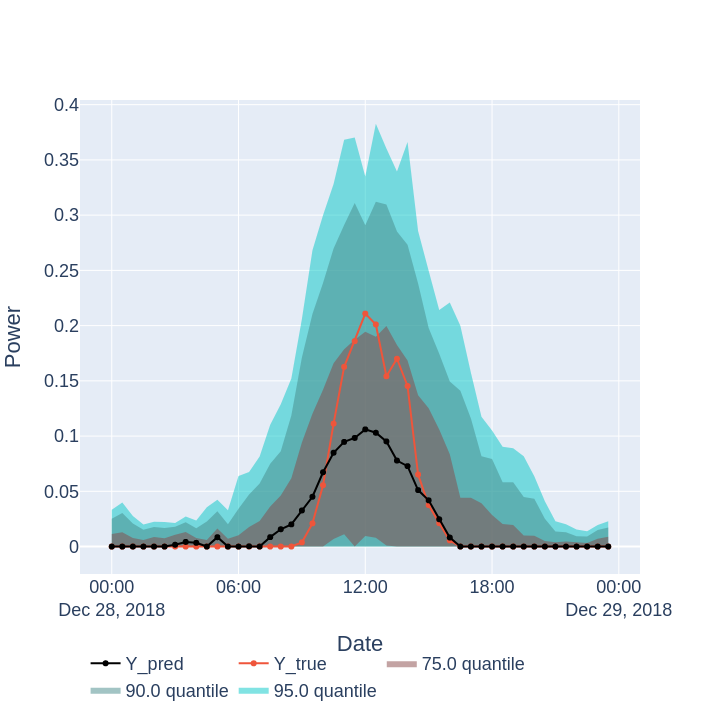 0.4
0.35
0.3
0.25
0.2
0.15
0.1
0.05
0
Power
00:00 06:00 12:00 18:00 00:00
Dec 28, 2018 Dec 29, 2018
Date
Y_pred Y_true 75.0 quantile
90.0 quantile 95.0 quantile